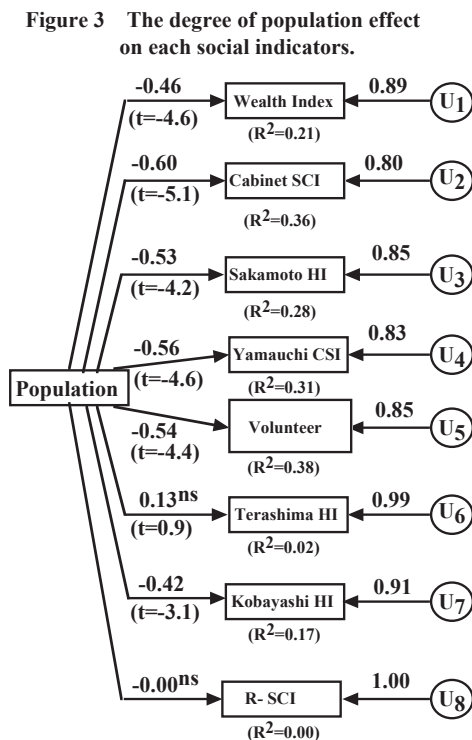 Figure 3 The degree of population effect
on each social indicators.
-0.46
(t=-4.6)
Wealth Index
(R²=0.21)
0.89
U1
-0.60
(t=-5.1)
Cabinet SCI
(R²=0.36)
0.80
U2
-0.53
(t=-4.2)
Sakamoto HI
(R²=0.28)
0.85
U3
-0.56
(t=-4.6)
Yamauchi CSI
(R²=0.31)
0.83
U4
Population
-0.54
(t=-4.4)
Volunteer
(R²=0.38)
0.85
U5
0.13ns
(t=0.9)
Terashima HI
(R²=0.02)
0.99
U6
-0.42
(t=-3.1)
Kobayashi HI
(R²=0.17)
0.91
U7
-0.00ns
R- SCI
(R²=0.00)
1.00
U8